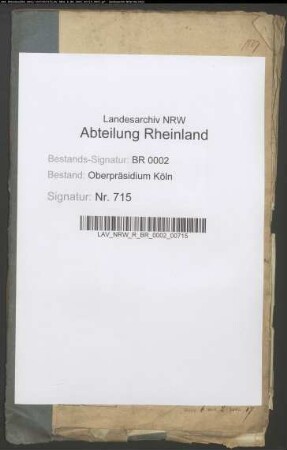 Landesarchiv NRW
Abteilung Rheinland
Bestands-Signatur: BR 0002
Bestand: Oberpräsidium Köln
Signatur: Nr. 715
LAV_NRW_R_BR_0002_00715